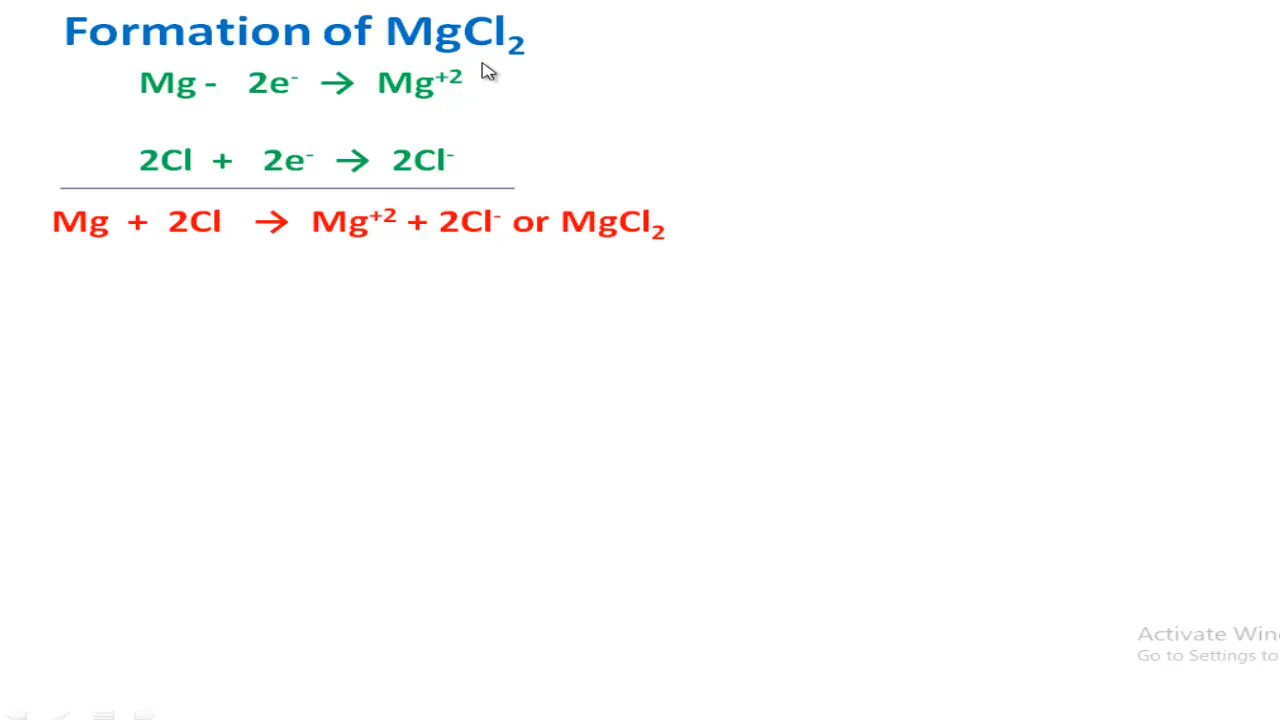 Formation of MgCl₂
Mg - 2e⁻ → Mg⁺²
2Cl + 2e⁻ → 2Cl⁻
Mg + 2Cl → Mg⁺² + 2Cl⁻ or MgCl₂
Activate Win
Go to Settings to